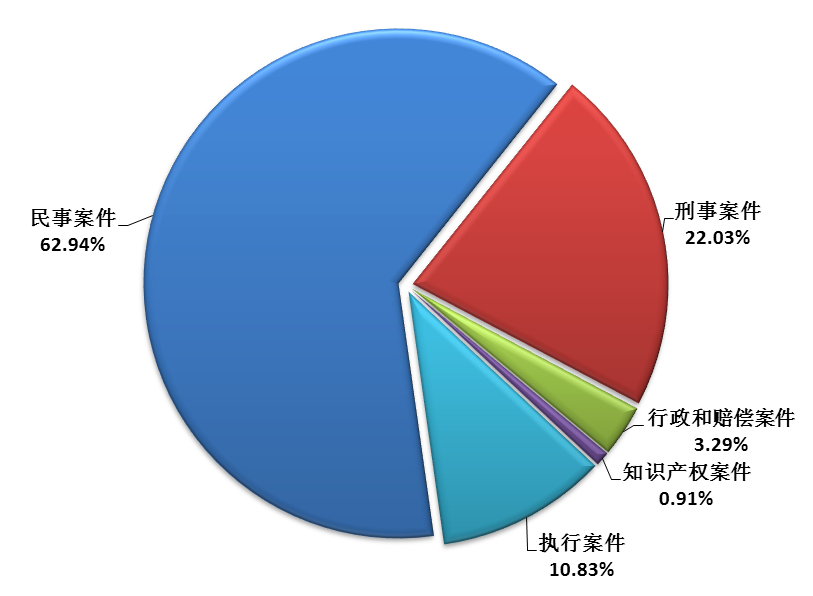 民事案件
62.94%
刑事案件
22.03%
行政和赔偿案件
3.29%
知识产权案件
0.91%
执行案件
10.83%